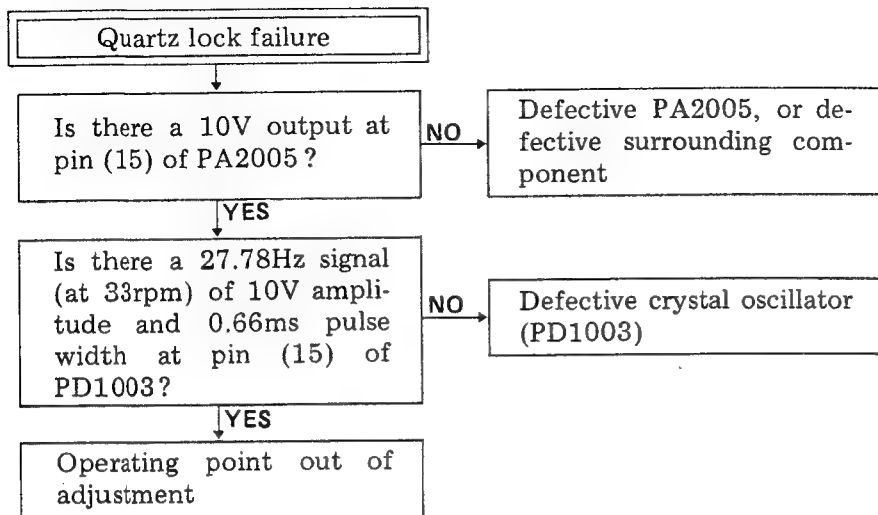 Quartz lock failure
Is there a 10V output at
pin (15) of PA2005?
NO
Defective PA2005, or de-
fective surrounding com-
ponent
YES
Is there a 27.78Hz signal
(at 33rpm) of 10V ampli-
tude and 0.66ms pulse
width at pin (15) of
PD1003?
NO
Defective crystal oscillator
(PD1003)
YES
Operating point out of
adjustment